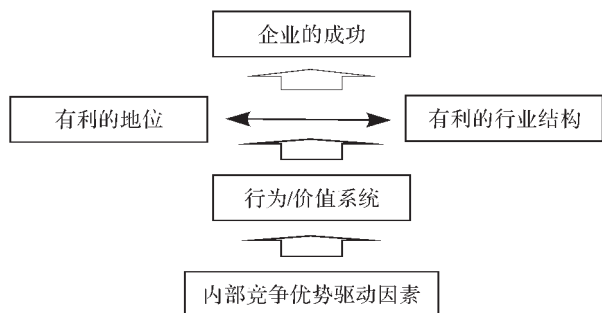 企业的成功
有利的地位
有利的行业结构
行为/价值系统
内部竞争优势驱动因素